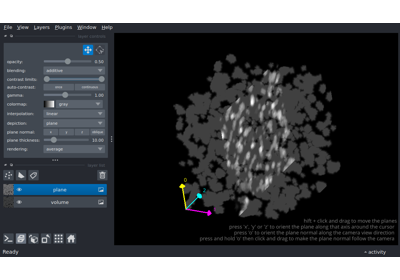 File View Layers Plugins Window Help
layer controls
opacity: 0.50
blending: additive
contrast limits:
auto-contrast: once continuous
gamma: 1.00
colormap: gray
interpolation: linear
depiction: plane
plane normal: x y z oblique
plane thickness: 10.00
rendering: average
layer list
plane
volume
0
hift + click and drag to move the planes
press 'x', 'y' or 'z' to orient the plane along that axis around the cursor
press 'o' to orient the plane normal along the camera view direction
press and hold 'o' then click and drag to make the plane normal follow the camera
Ready
activity